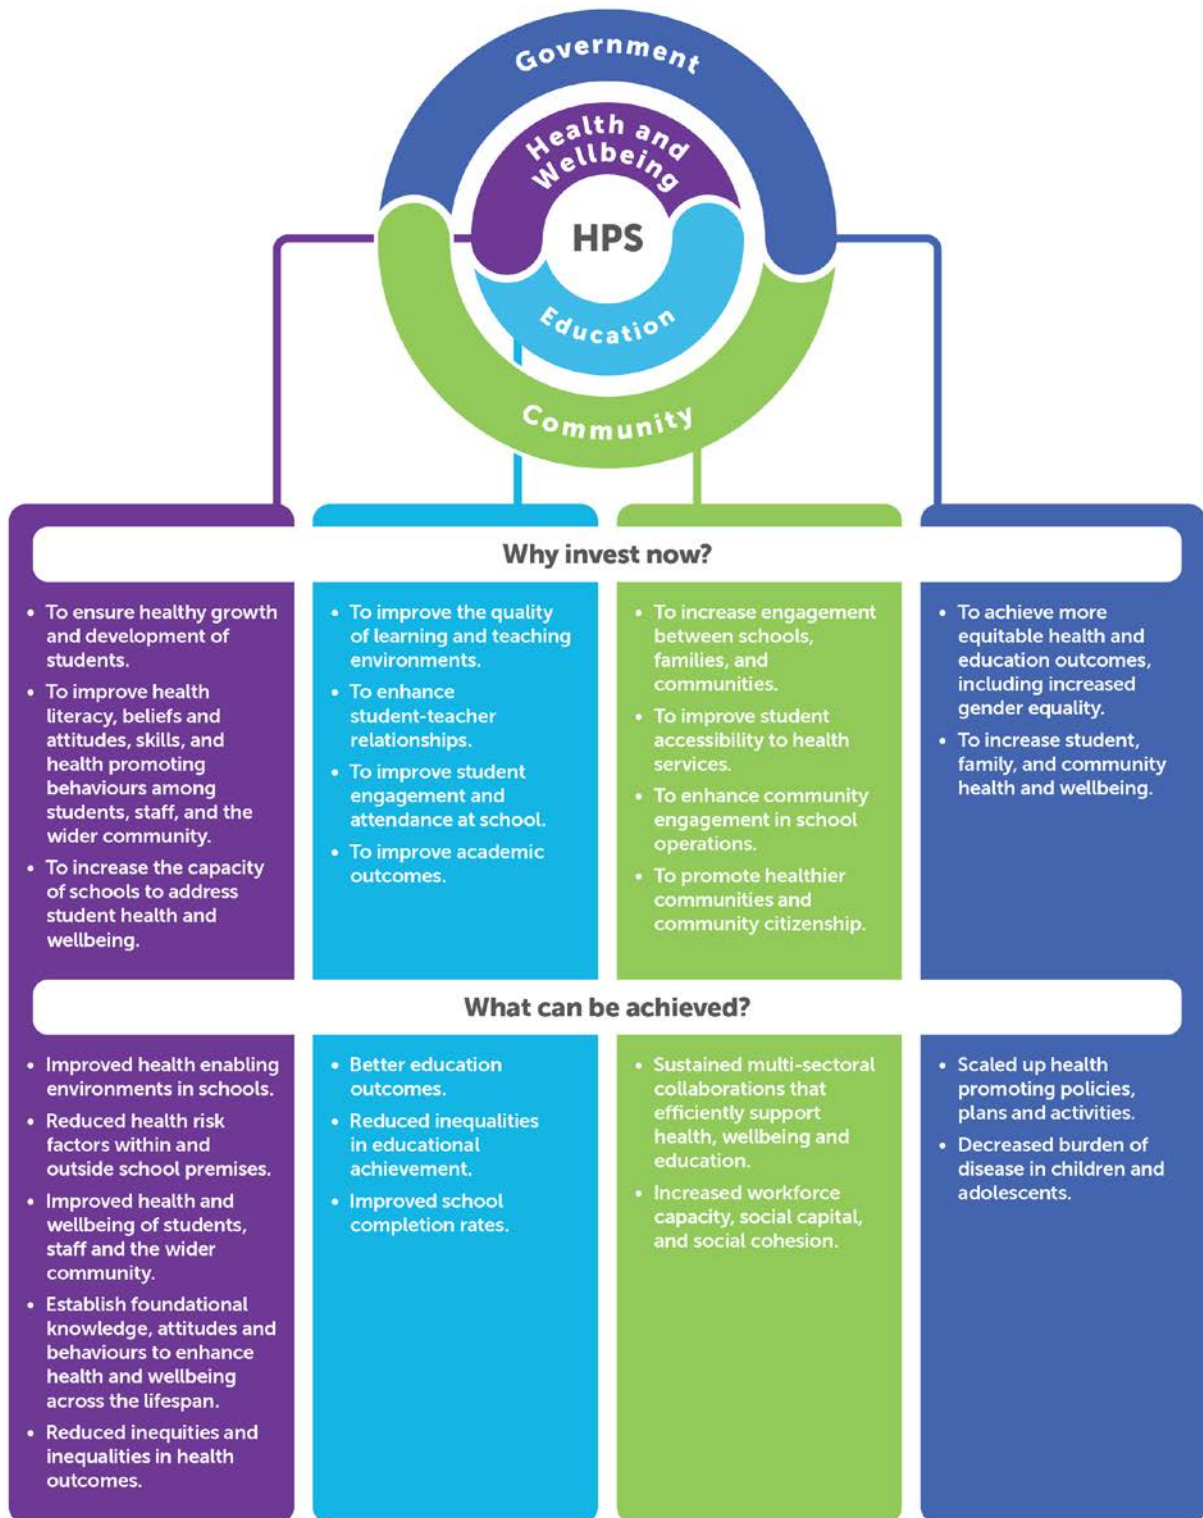 Government
Health and
Wellbeing
HPS
Education
Community
Why invest now?
• To ensure healthy growth
and development of
students.
• To improve health
literacy, beliefs and
attitudes, skills, and
health promoting
behaviours among
students, staff, and the
wider community.
• To increase the capacity
of schools to address
student health and
wellbeing.
• To improve the quality
of learning and teaching
environments.
• To enhance
student-teacher
relationships.
• To improve student
engagement and
attendance at school.
• To improve academic
outcomes.
• To increase engagement
between schools,
families, and
communities.
• To improve student
accessibility to health
services.
• To enhance community
engagement in school
operations.
• To promote healthier
communities and
community citizenship.
• To achieve more
equitable health and
education outcomes,
including increased
gender equality.
• To increase student,
family, and community
health and wellbeing.
What can be achieved?
• Improved health enabling
environments in schools.
• Reduced health risk
factors within and
outside school premises.
• Improved health and
wellbeing of students,
staff and the wider
community.
• Establish foundational
knowledge, attitudes and
behaviours to enhance
health and wellbeing
across the lifespan.
• Reduced inequities and
inequalities in health
outcomes.
• Better education
outcomes.
• Reduced inequalities
in educational
achievement.
• Improved school
completion rates.
• Sustained multi-sectoral
collaborations that
efficiently support
health, wellbeing and
education.
• Increased workforce
capacity, social capital,
and social cohesion.
• Scaled up health
promoting policies,
plans and activities.
• Decreased burden of
disease in children and
adolescents.